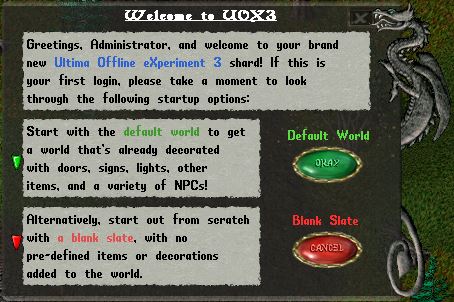 Welcome to UOX3
Greetings, Administrator, and welcome to your brand
new Ultima Offline eXperiment 3 shard! If this is
your first login, please take a moment to look
through the following startup options:
Start with the default world to get
a world that's already decorated
with doors, signs, lights, other
items, and a variety of NPCs!
Default World
OKAY
Alternatively, start out from scratch
with a blank slate, with no
pre-defined items or decorations
added to the world.
Blank Slate
CANCEL